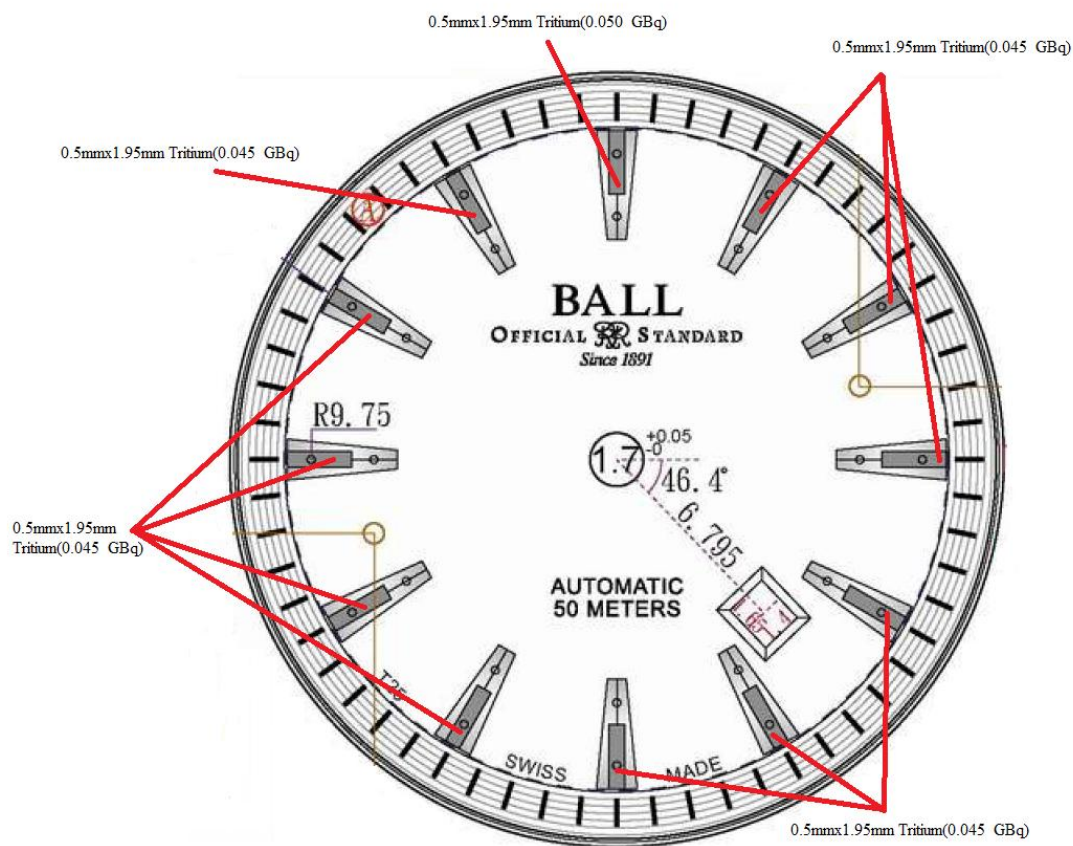 0.5mmx1.95mm Tritium(0.050 GBq)
0.5mmx1.95mm Tritium(0.045 GBq)
0.5mmx1.95mm Tritium(0.045 GBq)
BALL
OFFICIAL RR STANDARD
Since 1891
R9.75
1.7
+0.05
-0
46.4°
6.795
0.5mmx1.95mm
Tritium(0.045 GBq)
AUTOMATIC
50 METERS
T25
SWISS
MADE
0.5mmx1.95mm Tritium(0.045 GBq)